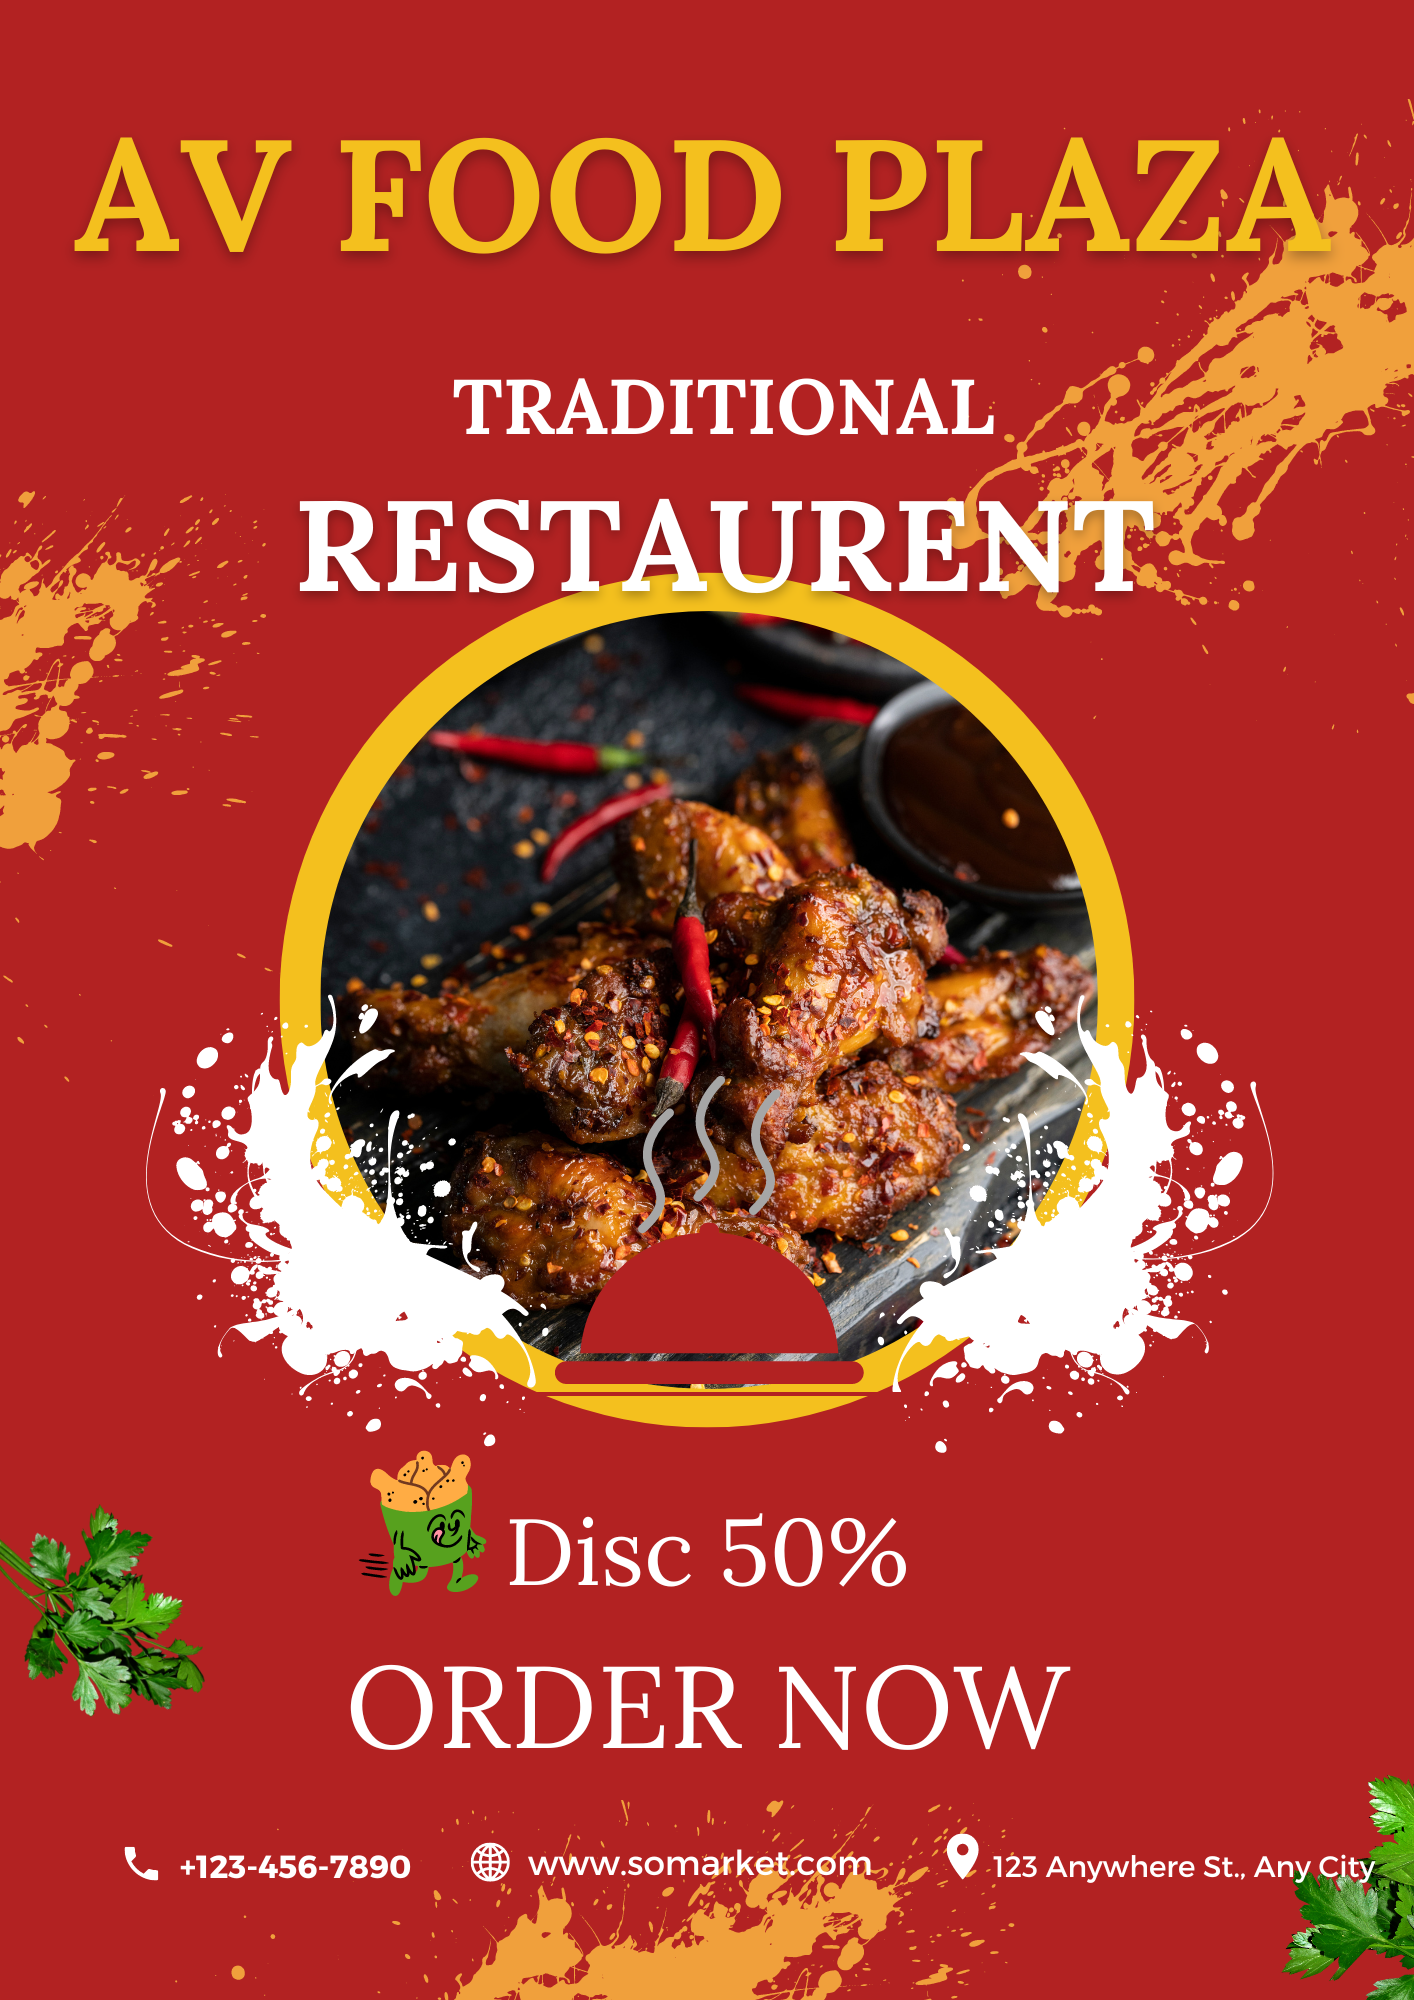 AV FOOD PLAZA
TRADITIONAL
RESTAURENT
Disc 50%
ORDER NOW
+123-456-7890 www.somarket.com 123 Anywhere St., Any City